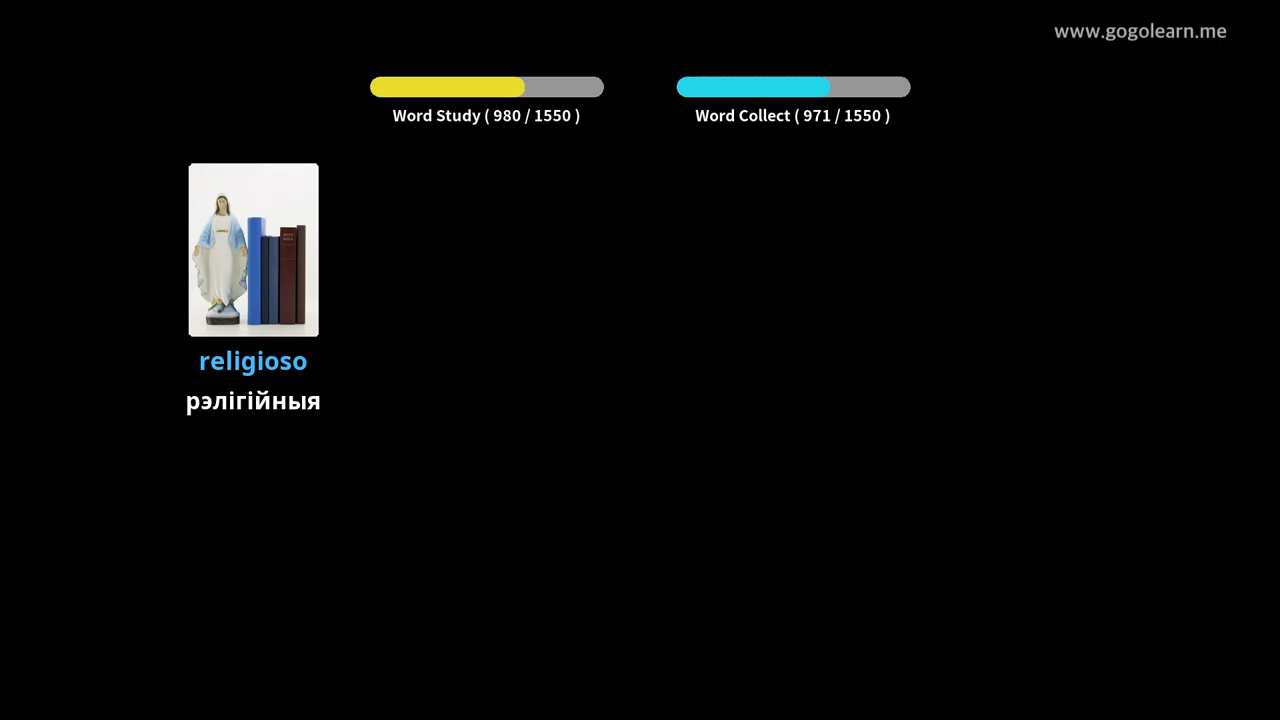 www.gogolearn.me
Word Study ( 980 / 1550 )
Word Collect ( 971 / 1550 )
religioso
рэлігійныя